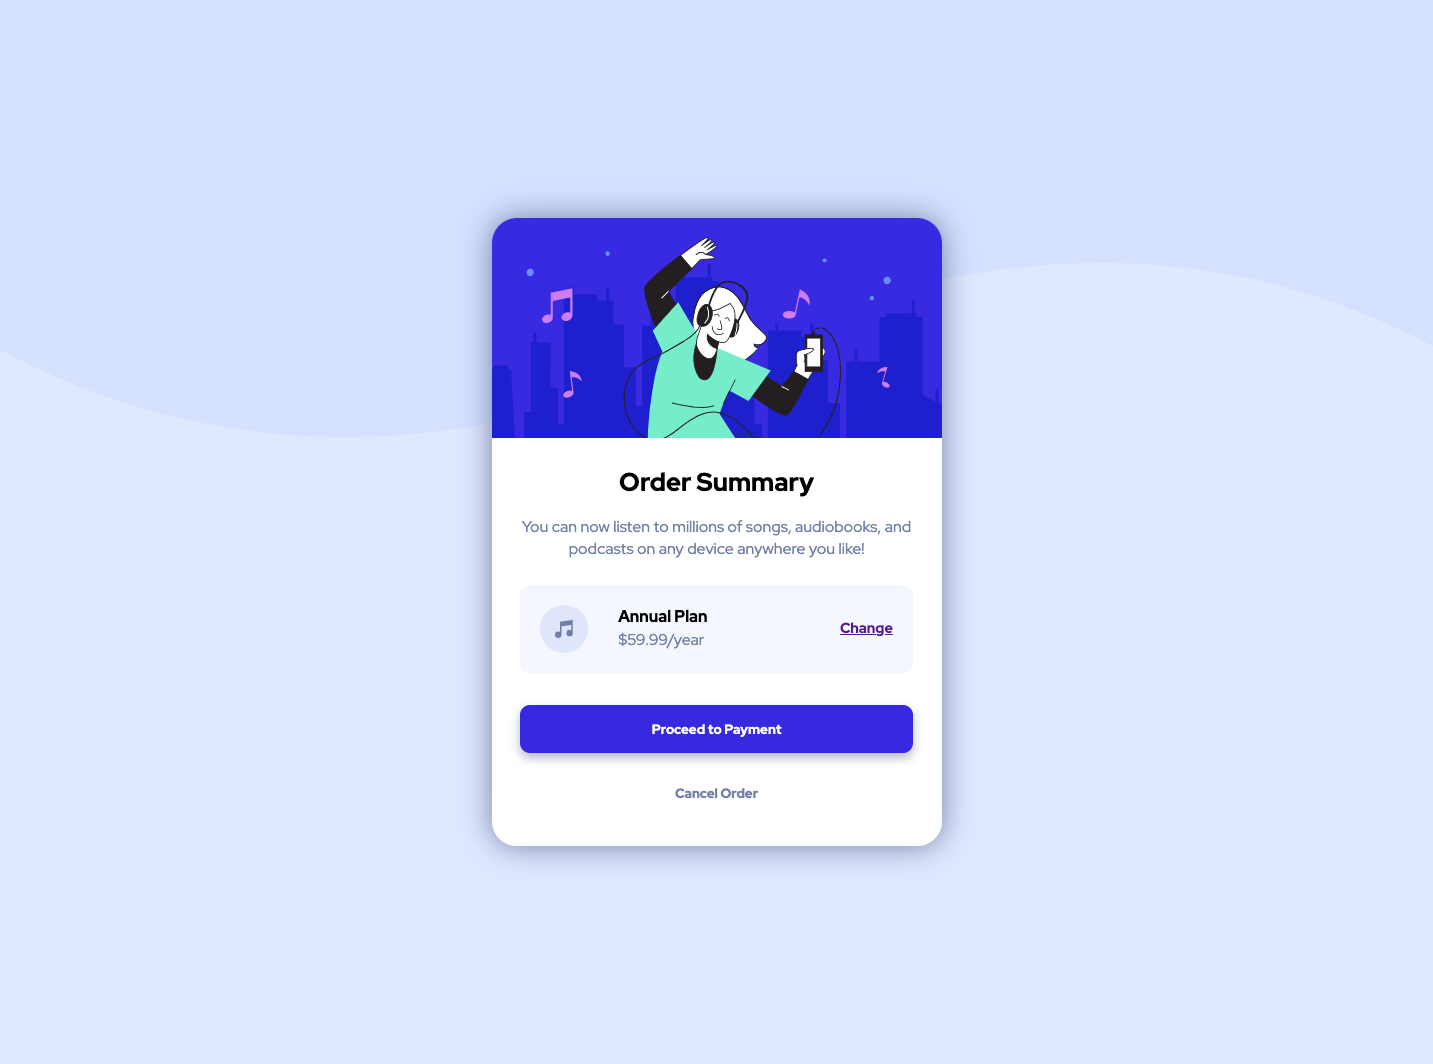 Order Summary
You can now listen to millions of songs, audiobooks, and
podcasts on any device anywhere you like!
Annual Plan
$59.99/year
Change
Proceed to Payment
Cancel Order